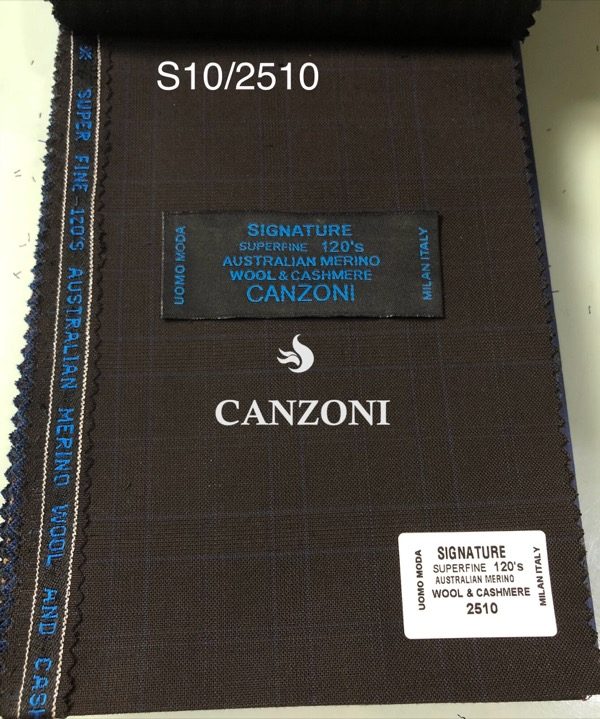 S10/2510
* SUPER FINE-120'S AUSTRALIAN MERINO WOOL AND CASH
UOMO MODA
SIGNATURE
SUPERFINE 120's
AUSTRALIAN MERINO
WOOL & CASHMERE
CANZONI
MILAN ITALY
CANZONI
UOMO MODA
SIGNATURE
SUPERFINE 120's
AUSTRALIAN MERINO
WOOL & CASHMERE
2510
MILAN ITALY